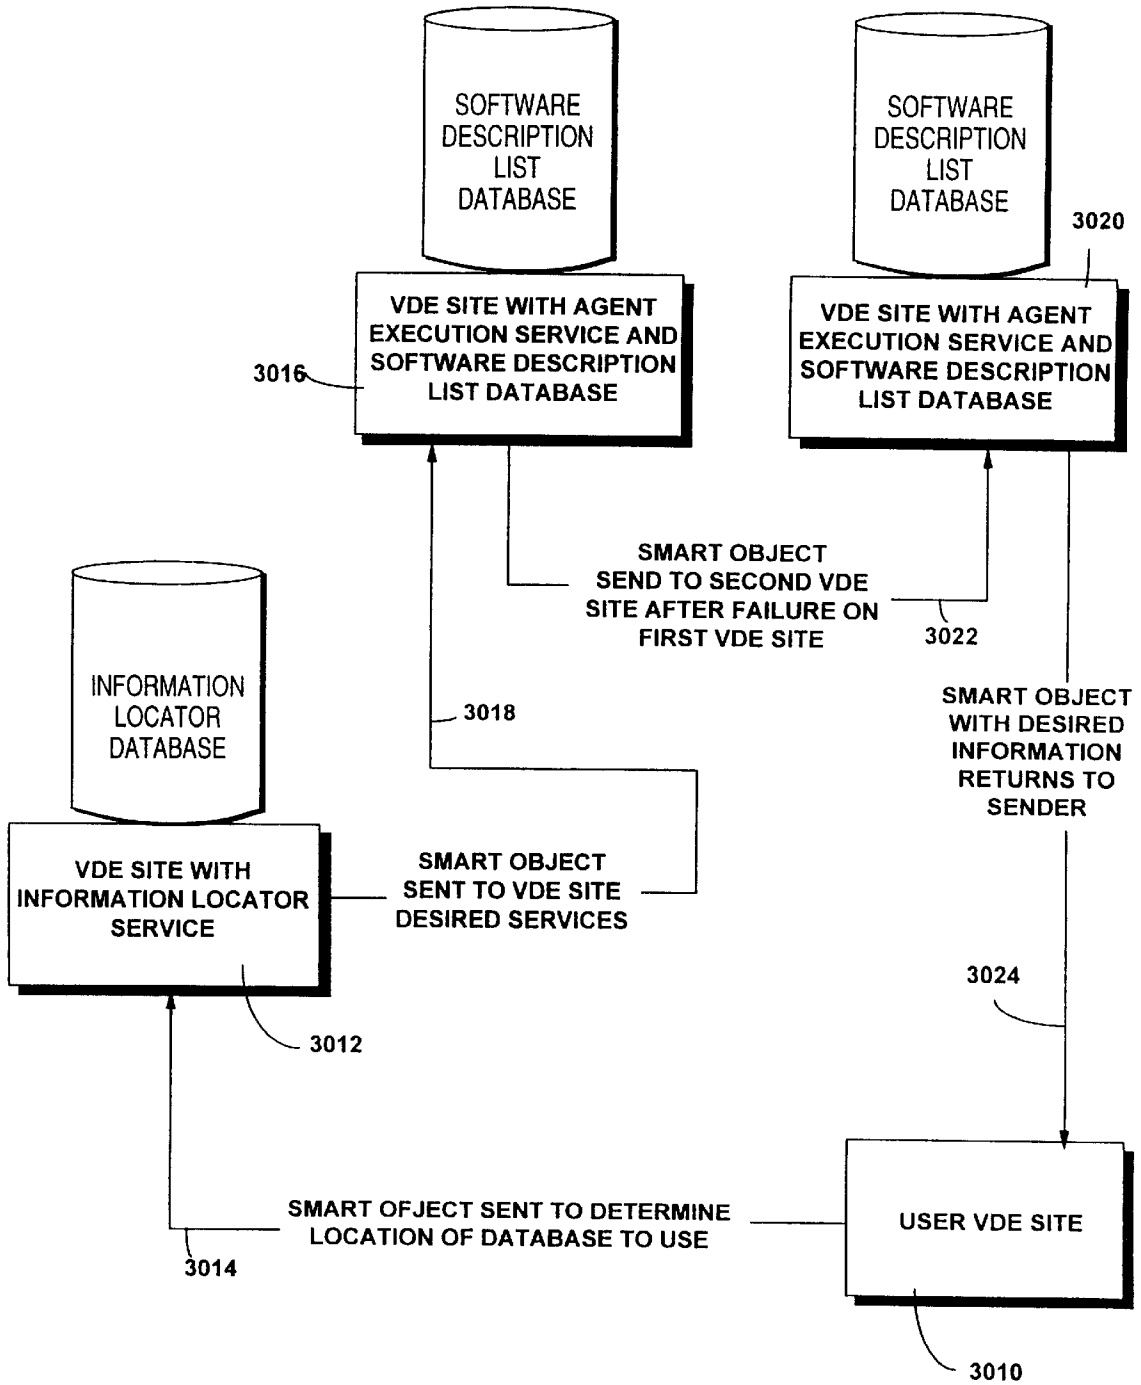 SOFTWARE
DESCRIPTION
LIST
DATABASE
SOFTWARE
DESCRIPTION
LIST
DATABASE
3020
VDE SITE WITH AGENT
EXECUTION SERVICE AND
SOFTWARE DESCRIPTION
LIST DATABASE
3016
VDE SITE WITH AGENT
EXECUTION SERVICE AND
SOFTWARE DESCRIPTION
LIST DATABASE
SMART OBJECT
SEND TO SECOND VDE
SITE AFTER FAILURE ON
FIRST VDE SITE
3022
INFORMATION
LOCATOR
DATABASE
3018
SMART OBJECT
WITH DESIRED
INFORMATION
RETURNS TO
SENDER
VDE SITE WITH
INFORMATION LOCATOR
SERVICE
SMART OBJECT
SENT TO VDE SITE
DESIRED SERVICES
3024
3012
SMART OFJECT SENT TO DETERMINE
LOCATION OF DATABASE TO USE
3014
USER VDE SITE
3010